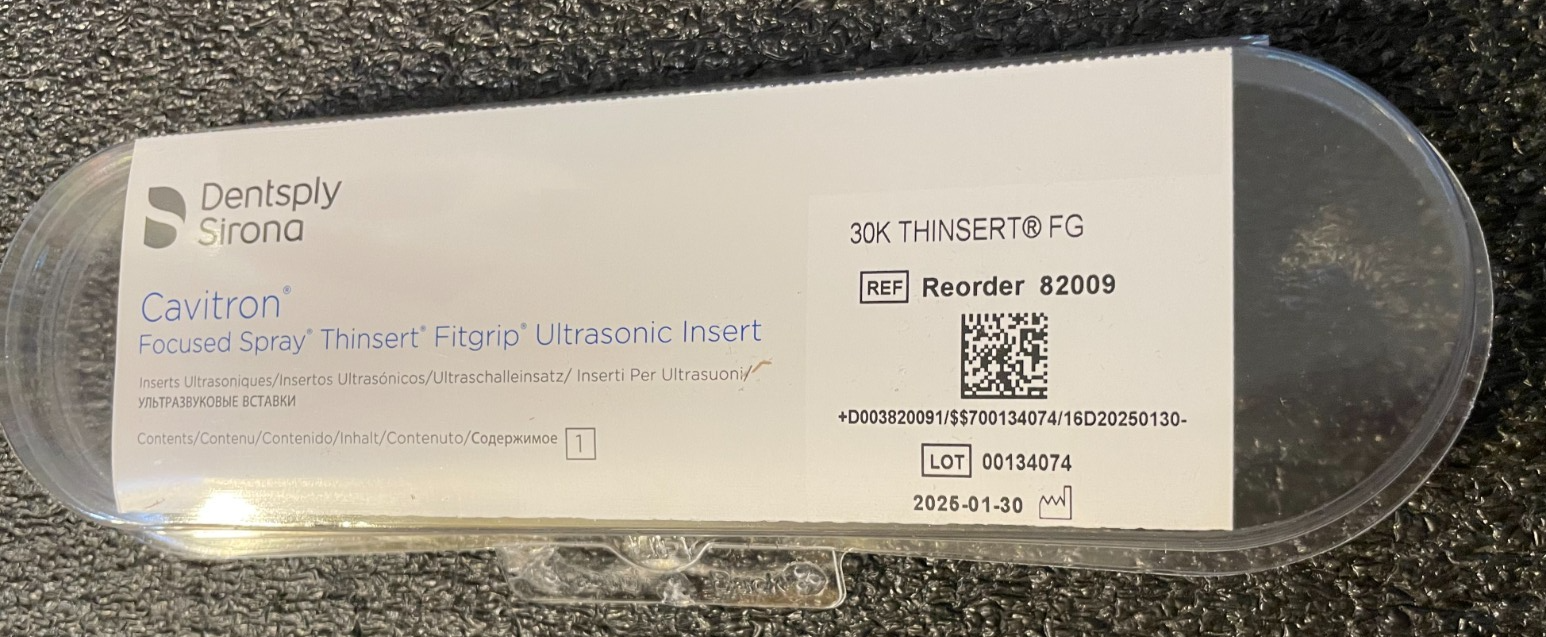 Dentsply
Sirona
Cavitron®
Focused Spray® Thinsert® Fitgrip® Ultrasonic Insert
Inserts Ultrasoniques/Insertos Ultrasónicos/Ultraschalleinsatz/ Inserti Per Ultrasuoni/
УЛЬТРАЗВУКОВЫЕ ВСТАВКИ
Contents/Contenu/Contenido/Inhalt/Contenuto/Содержимое 1
30K THINSERT® FG
REF Reorder 82009
+D003820091/$$700134074/16D20250130-
LOT 00134074
2025-01-30